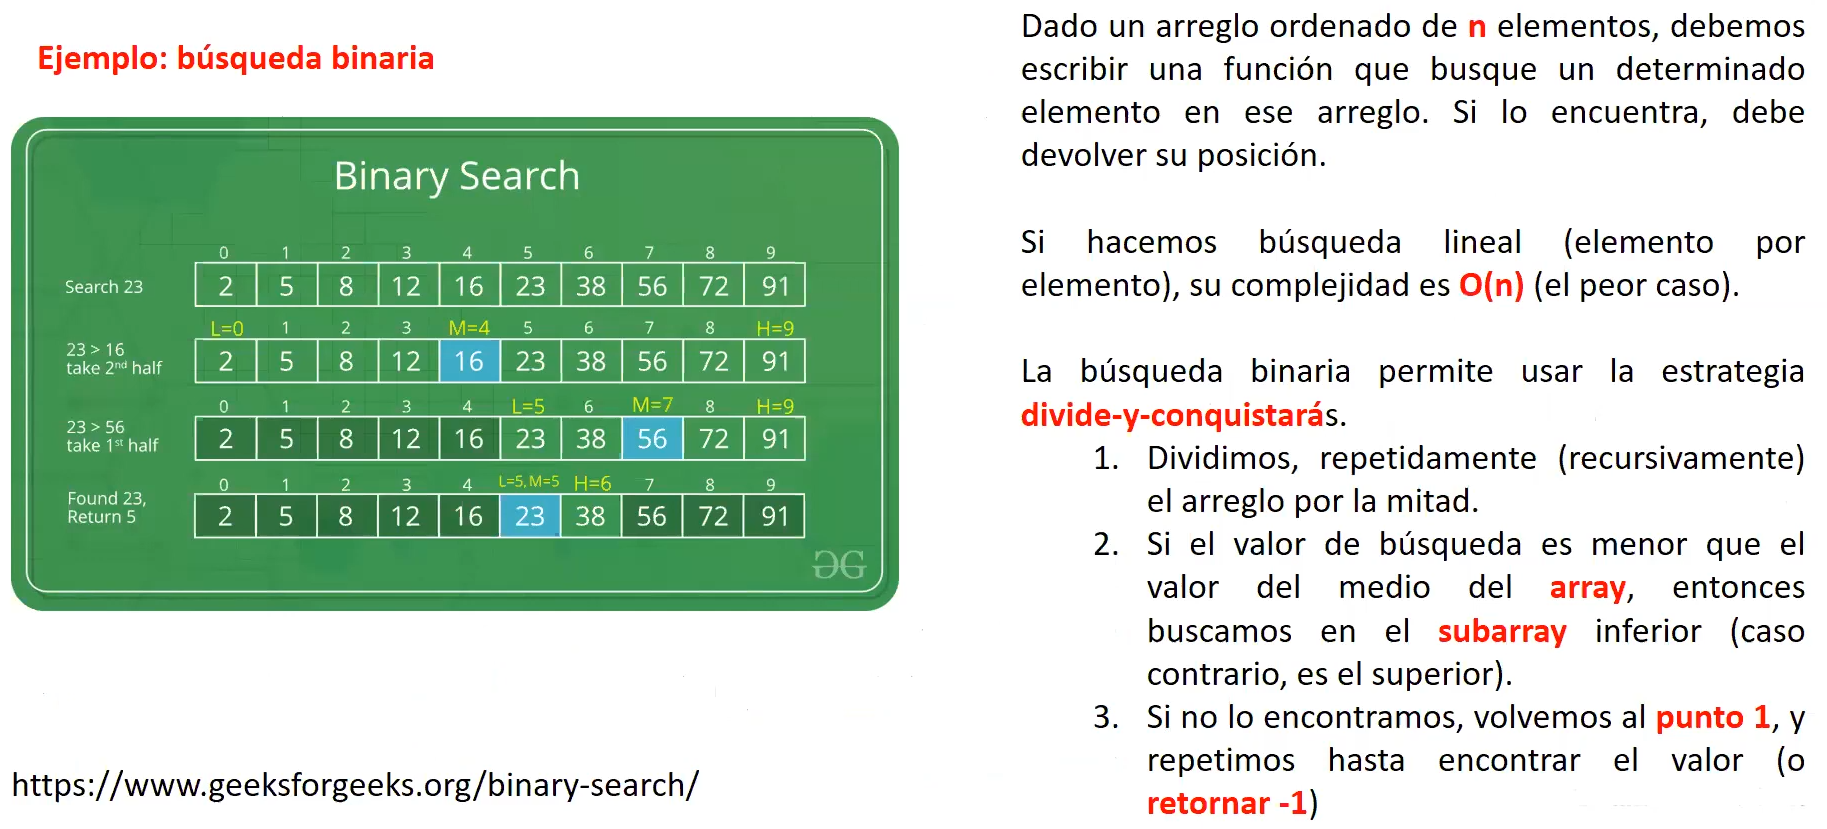 Ejemplo: búsqueda binaria
Binary Search
0 1 2 3 4 5 6 7 8 9
Search 23
2 5 8 12 16 23 38 56 72 91
L=0 1 2 3 M=4 5 6 7 8 H=9
23 > 16
take 2nd half
2 5 8 12 16 23 38 56 72 91
0 1 2 3 4 L=5 6 M=7 8 H=9
23 > 56
take 1st half
2 5 8 12 16 23 38 56 72 91
0 1 2 3 4 L=5, M=5 H=6 7 8 9
Found 23,
Return 5
2 5 8 12 16 23 38 56 72 91
GG
https://www.geeksforgeeks.org/binary-search/
Dado un arreglo ordenado de n elementos, debemos
escribir una función que busque un determinado
elemento en ese arreglo. Si lo encuentra, debe
devolver su posición.
Si hacemos búsqueda lineal (elemento por
elemento), su complejidad es O(n) (el peor caso).
La búsqueda binaria permite usar la estrategia
divide-y-conquistarás.
1. Dividimos, repetidamente (recursivamente)
el arreglo por la mitad.
2. Si el valor de búsqueda es menor que el
valor del medio del array, entonces
buscamos en el subarray inferior (caso
contrario, es el superior).
3. Si no lo encontramos, volvemos al punto 1, y
repetimos hasta encontrar el valor (o
retornar -1)